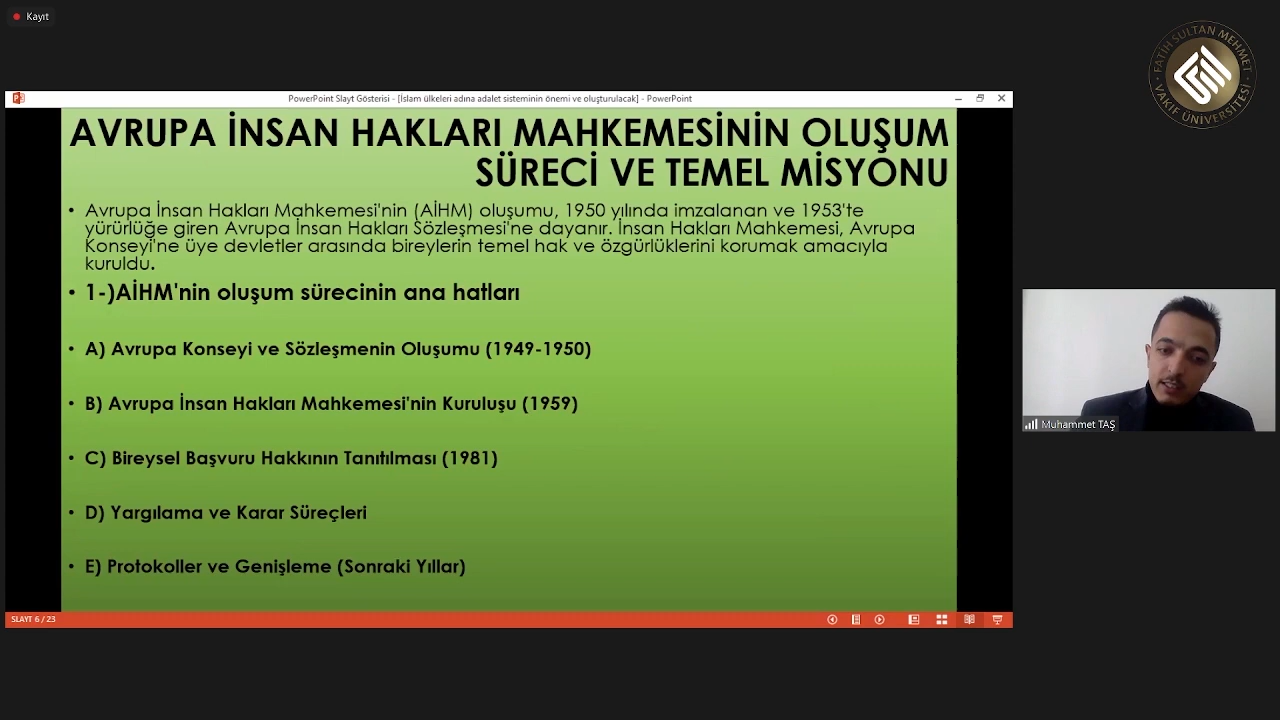 Kayıt
FATİH SULTAN MEHMET
VAKIF ÜNİVERSİTESİ
PowerPoint Slayt Gösterisi - [İslam ülkeleri adına adalet sisteminin önemi ve oluşturulacak] - PowerPoint
AVRUPA İNSAN HAKLARI MAHKEMESİNİN OLUŞUM
SÜRECİ VE TEMEL MİSYONU
• Avrupa İnsan Hakları Mahkemesi'nin (AİHM) oluşumu, 1950 yılında imzalanan ve 1953'te
yürürlüğe giren Avrupa İnsan Hakları Sözleşmesi'ne dayanır. İnsan Hakları Mahkemesi, Avrupa
Konseyi'ne üye devletler arasında bireylerin temel hak ve özgürlüklerini korumak amacıyla
kuruldu.
• 1-)AİHM'nin oluşum sürecinin ana hatları
• A) Avrupa Konseyi ve Sözleşmenin Oluşumu (1949-1950)
• B) Avrupa İnsan Hakları Mahkemesi'nin Kuruluşu (1959)
• C) Bireysel Başvuru Hakkının Tanıtılması (1981)
• D) Yargılama ve Karar Süreçleri
• E) Protokoller ve Genişleme (Sonraki Yıllar)
SLAYT 6 / 23
Muhammet TAŞ